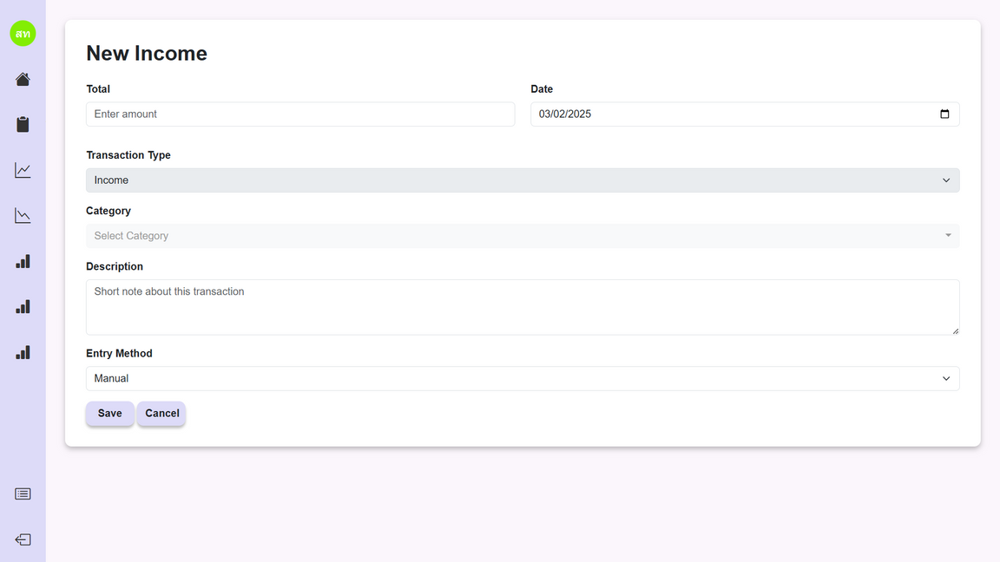 สท
New Income
Total
Date
Enter amount
03/02/2025
Transaction Type
Income
Category
Select Category
Description
Short note about this transaction
Entry Method
Manual
Save
Cancel